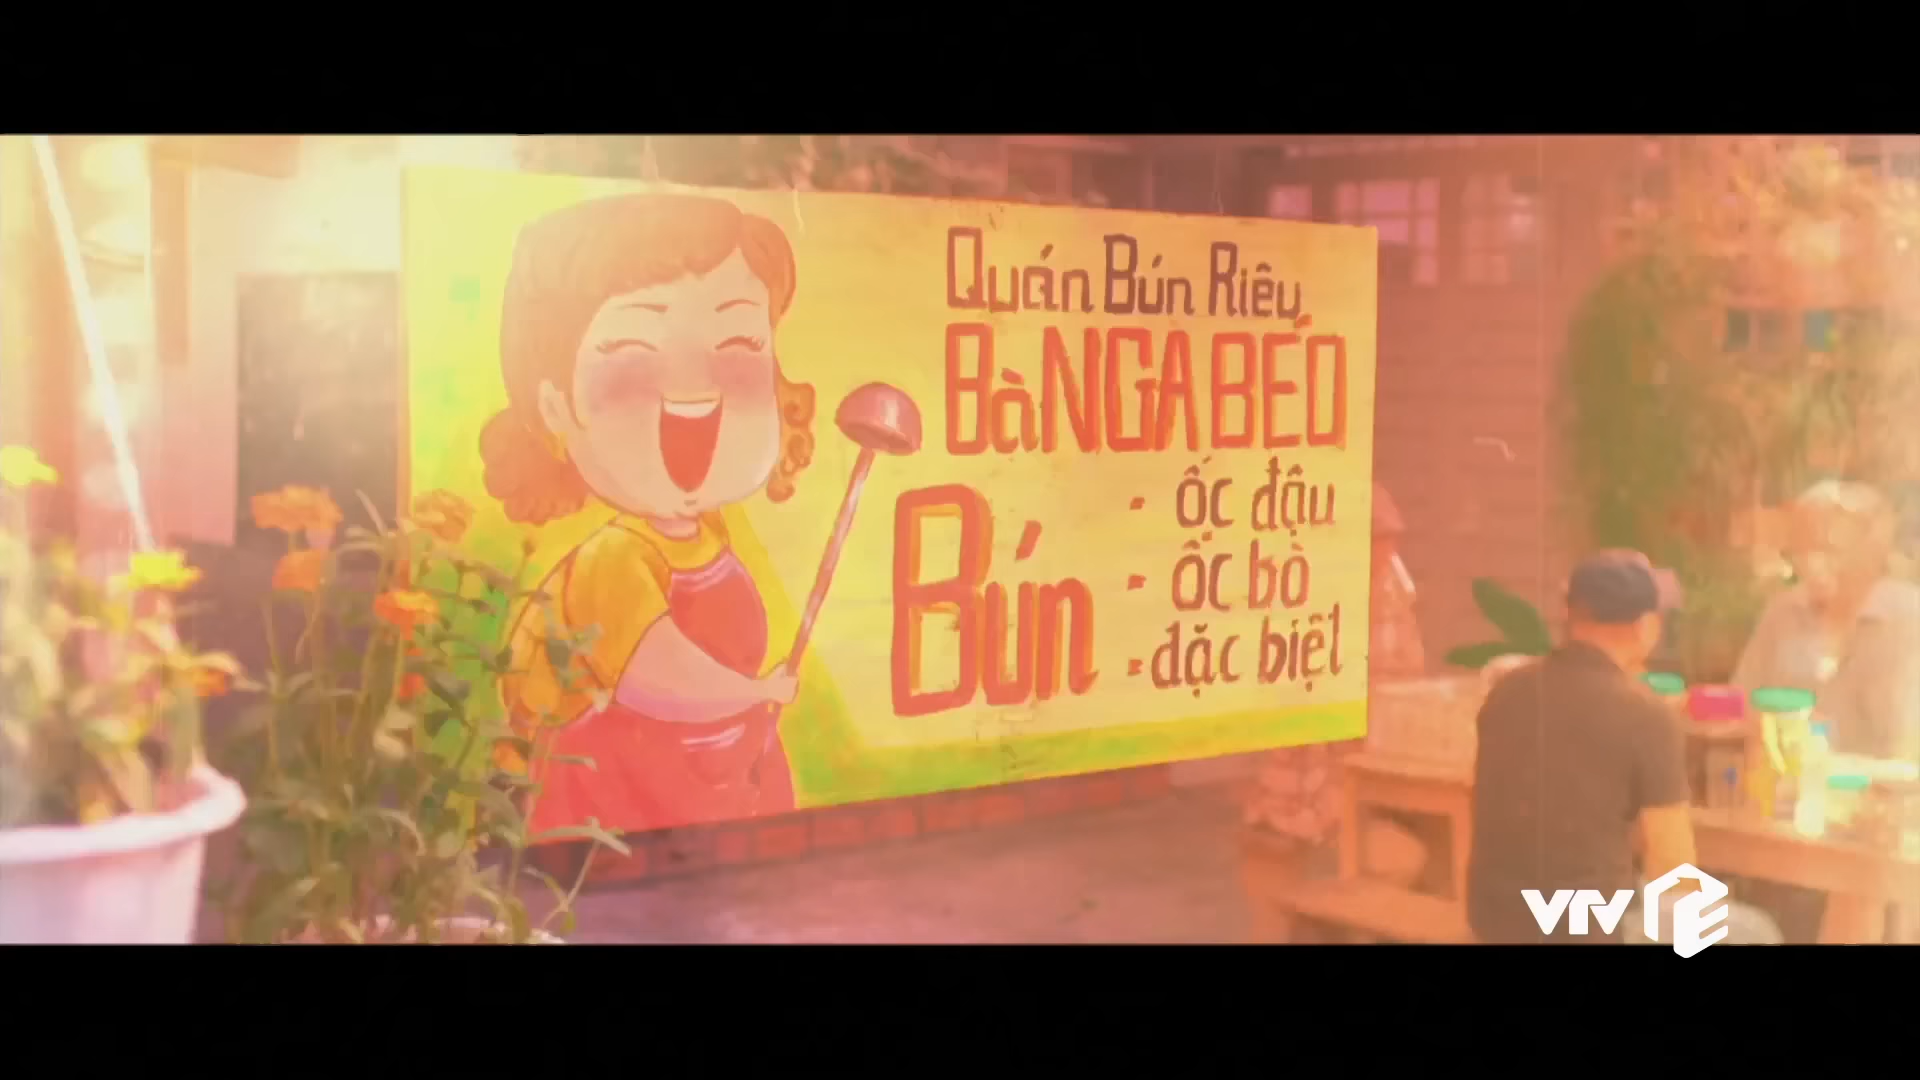 Quán Bún Riêu
Bà NGA BÉO
Bún
- ốc đậu
- ốc bò
- đặc biệt
VTV